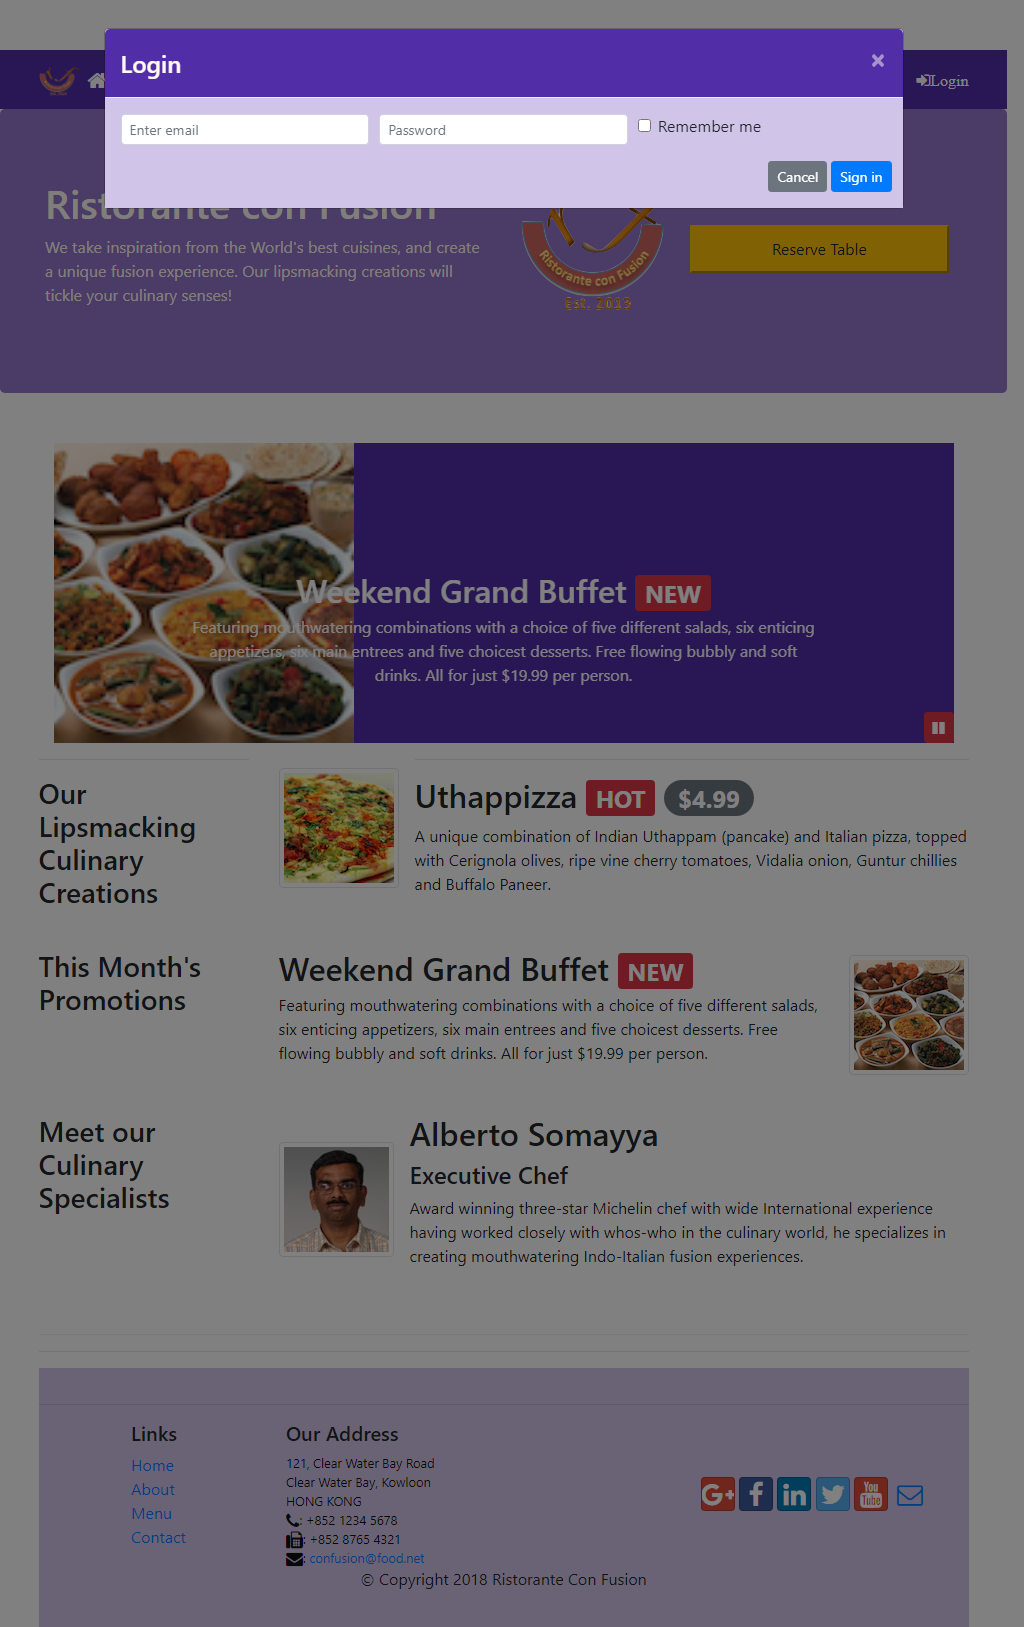 Login
×
Login
Enter email
Password
Remember me
Cancel
Sign in
Ristorante con Fusion
We take inspiration from the World's best cuisines, and create
a unique fusion experience. Our lipsmacking creations will
tickle your culinary senses!
Ristorante con Fusion
Est. 2013
Reserve Table
Weekend Grand Buffet NEW
Featuring mouthwatering combinations with a choice of five different salads, six enticing
appetizers, six main entrees and five choicest desserts. Free flowing bubbly and soft
drinks. All for just $19.99 per person.
Our
Lipsmacking
Culinary
Creations
Uthappizza HOT $4.99
A unique combination of Indian Uthappam (pancake) and Italian pizza, topped
with Cerignola olives, ripe vine cherry tomatoes, Vidalia onion, Guntur chillies
and Buffalo Paneer.
This Month's
Promotions
Weekend Grand Buffet NEW
Featuring mouthwatering combinations with a choice of five different salads,
six enticing appetizers, six main entrees and five choicest desserts. Free
flowing bubbly and soft drinks. All for just $19.99 per person.
Meet our
Culinary
Specialists
Alberto Somayya
Executive Chef
Award winning three-star Michelin chef with wide International experience
having worked closely with whos-who in the culinary world, he specializes in
creating mouthwatering Indo-Italian fusion experiences.
Links
Home
About
Menu
Contact
Our Address
121, Clear Water Bay Road
Clear Water Bay, Kowloon
HONG KONG
: +852 1234 5678
: +852 8765 4321
: confusion@food.net
G+ f in You Tube
© Copyright 2018 Ristorante Con Fusion